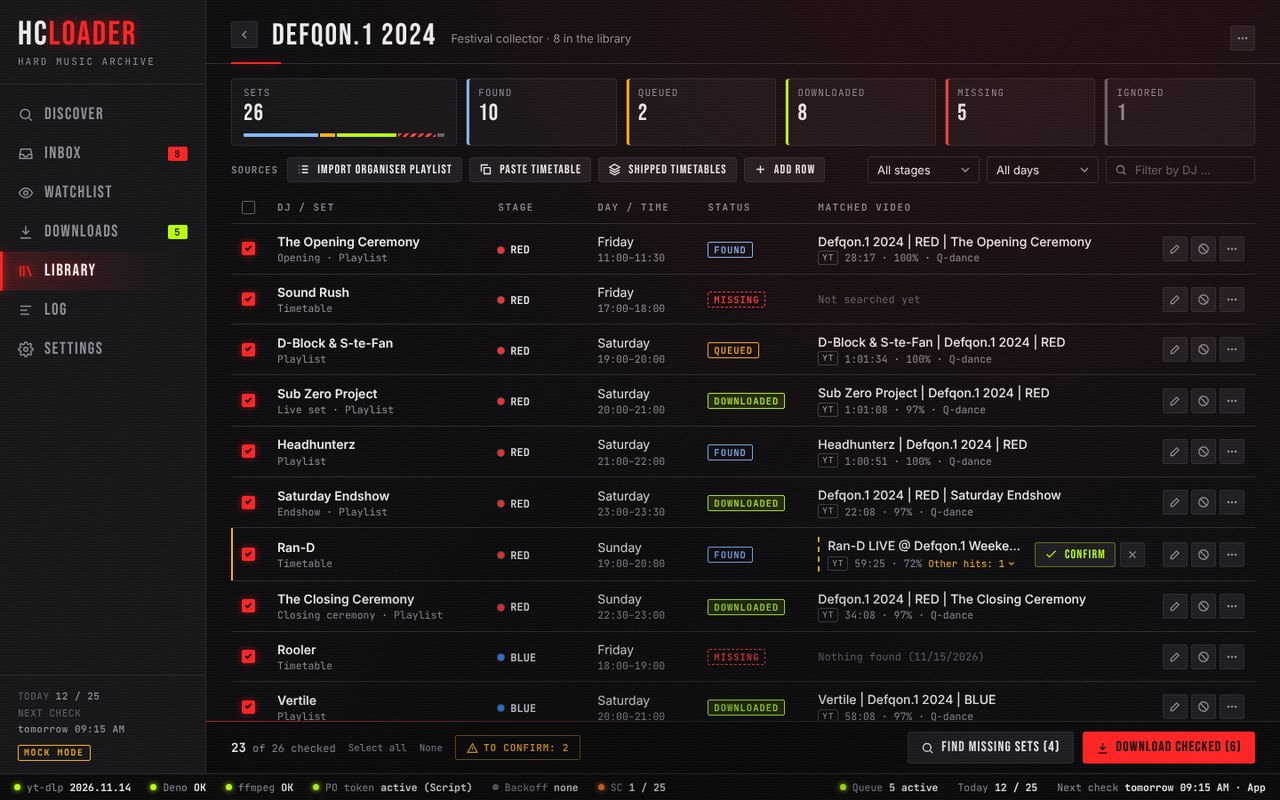 HCLOADER
HARD MUSIC ARCHIVE
DISCOVER
INBOX 8
WATCHLIST
DOWNLOADS 5
LIBRARY
LOG
SETTINGS
TODAY 12 / 25
NEXT CHECK
tomorrow 09:15 AM
MOCK MODE
DEFQON.1 2024 Festival collector · 8 in the library
SETS
26
FOUND
10
QUEUED
2
DOWNLOADED
8
MISSING
5
IGNORED
1
SOURCES IMPORT ORGANISER PLAYLIST PASTE TIMETABLE SHIPPED TIMETABLES ADD ROW All stages All days Filter by DJ ...
DJ / SET STAGE DAY / TIME STATUS MATCHED VIDEO
The Opening Ceremony RED Friday FOUND Defqon.1 2024 | RED | The Opening Ceremony
Opening · Playlist 11:00–11:30 YT 28:17 · 100% · Q-dance
Sound Rush RED Friday MISSING Not searched yet
Timetable 17:00–18:00
D-Block & S-te-Fan RED Saturday QUEUED D-Block & S-te-Fan | Defqon.1 2024 | RED
Playlist 19:00–20:00 YT 1:01:34 · 100% · Q-dance
Sub Zero Project RED Saturday DOWNLOADED Sub Zero Project | Defqon.1 2024 | RED
Live set · Playlist 20:00–21:00 YT 1:01:08 · 97% · Q-dance
Headhunterz RED Saturday FOUND Headhunterz | Defqon.1 2024 | RED
Playlist 21:00–22:00 YT 1:00:51 · 100% · Q-dance
Saturday Endshow RED Saturday DOWNLOADED Defqon.1 2024 | RED | Saturday Endshow
Endshow · Playlist 23:00–23:30 YT 22:08 · 97% · Q-dance
Ran-D RED Sunday FOUND Ran-D LIVE @ Defqon.1 Weeke... CONFIRM
Timetable 19:00–20:00 YT 59:25 · 72% Other hits: 1
The Closing Ceremony RED Sunday DOWNLOADED Defqon.1 2024 | RED | The Closing Ceremony
Closing ceremony · Playlist 22:30–23:00 YT 34:08 · 97% · Q-dance
Rooler BLUE Friday MISSING Nothing found (11/15/2026)
Timetable 18:00–19:00
Vertile BLUE Saturday DOWNLOADED Vertile | Defqon.1 2024 | BLUE
Playlist 20:00–21:00 YT 58:08 · 97% · Q-dance
23 of 26 checked Select all None TO CONFIRM: 2 FIND MISSING SETS (4) DOWNLOAD CHECKED (6)
yt-dlp 2026.11.14 Deno OK ffmpeg OK PO token active (Script) Backoff none SC 1 / 25 Queue 5 active Today 12 / 25 Next check tomorrow 09:15 AM · App